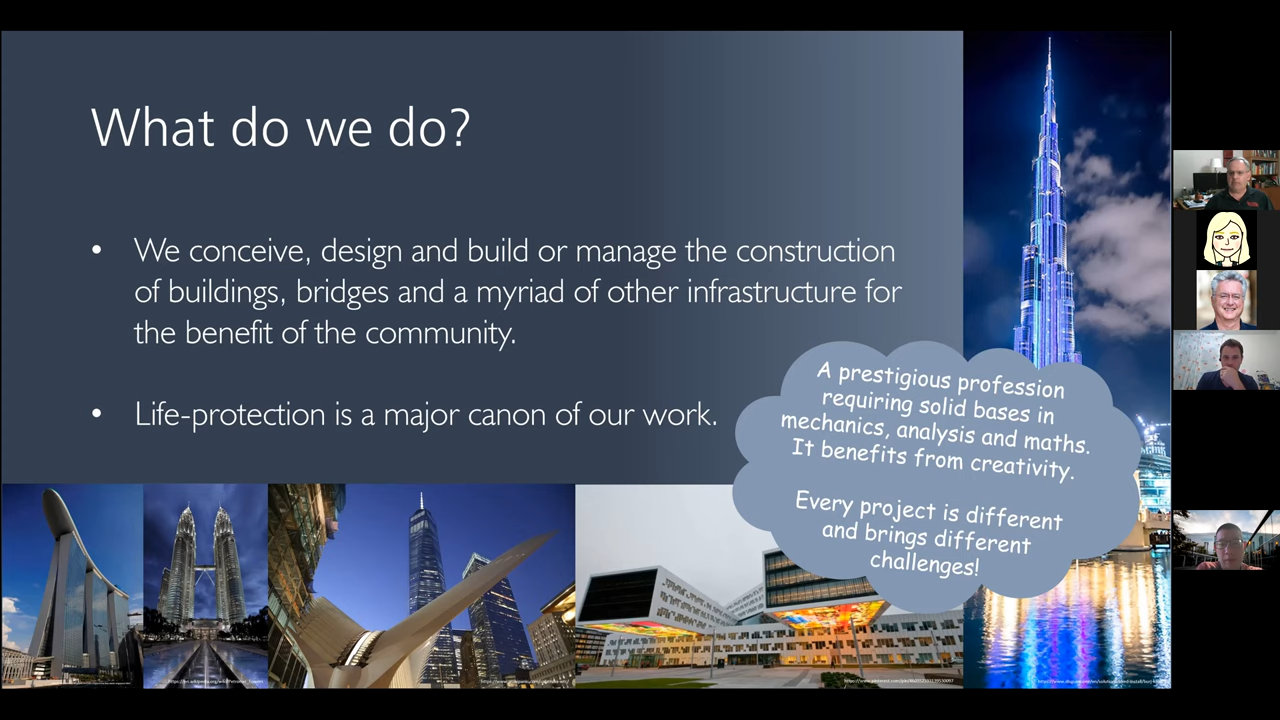 What do we do?
• We conceive, design and build or manage the construction
of buildings, bridges and a myriad of other infrastructure for
the benefit of the community.
• Life-protection is a major canon of our work.
A prestigious profession
requiring solid bases in
mechanics, analysis and maths.
It benefits from creativity.
Every project is different
and brings different
challenges!